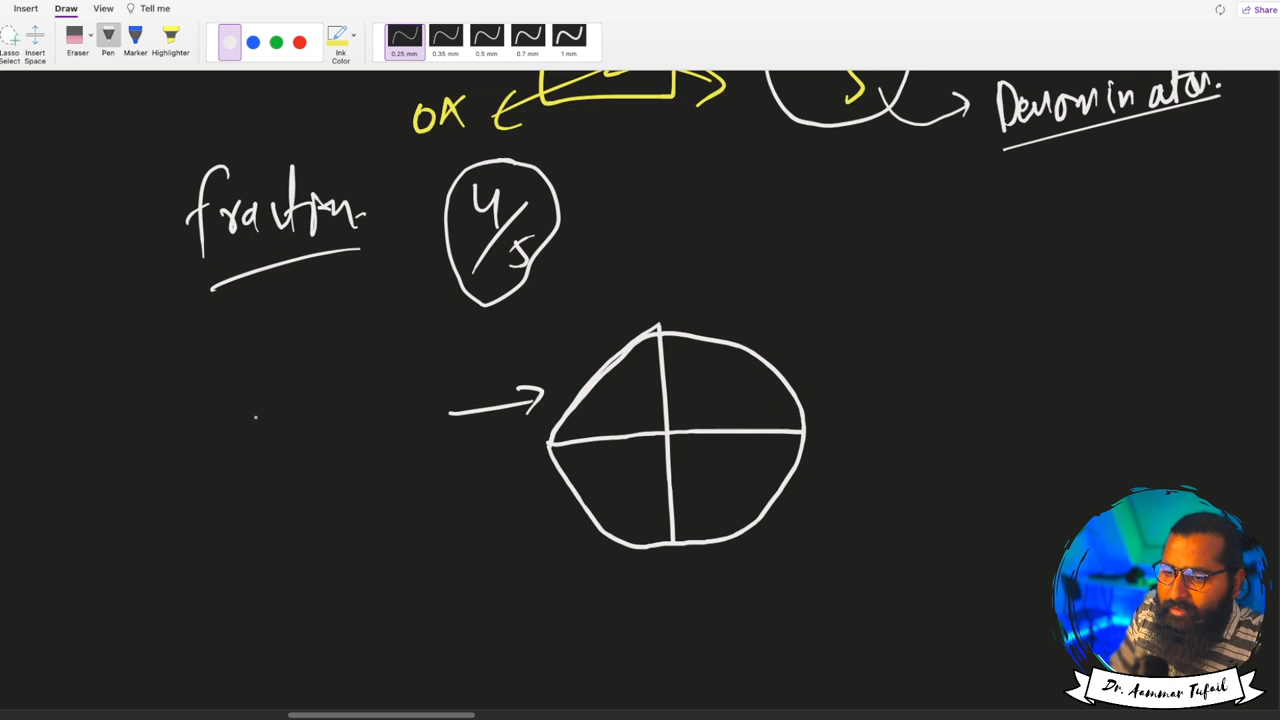 Insert Draw View Tell me
Share
Lasso Select
Insert Space
Eraser
Pen
Marker
Highlighter
Ink Color
0.25 mm
0.35 mm
0.5 mm
0.7 mm
1 mm
Denominator.
fraction
4/5
Dr. Aammar Tufail